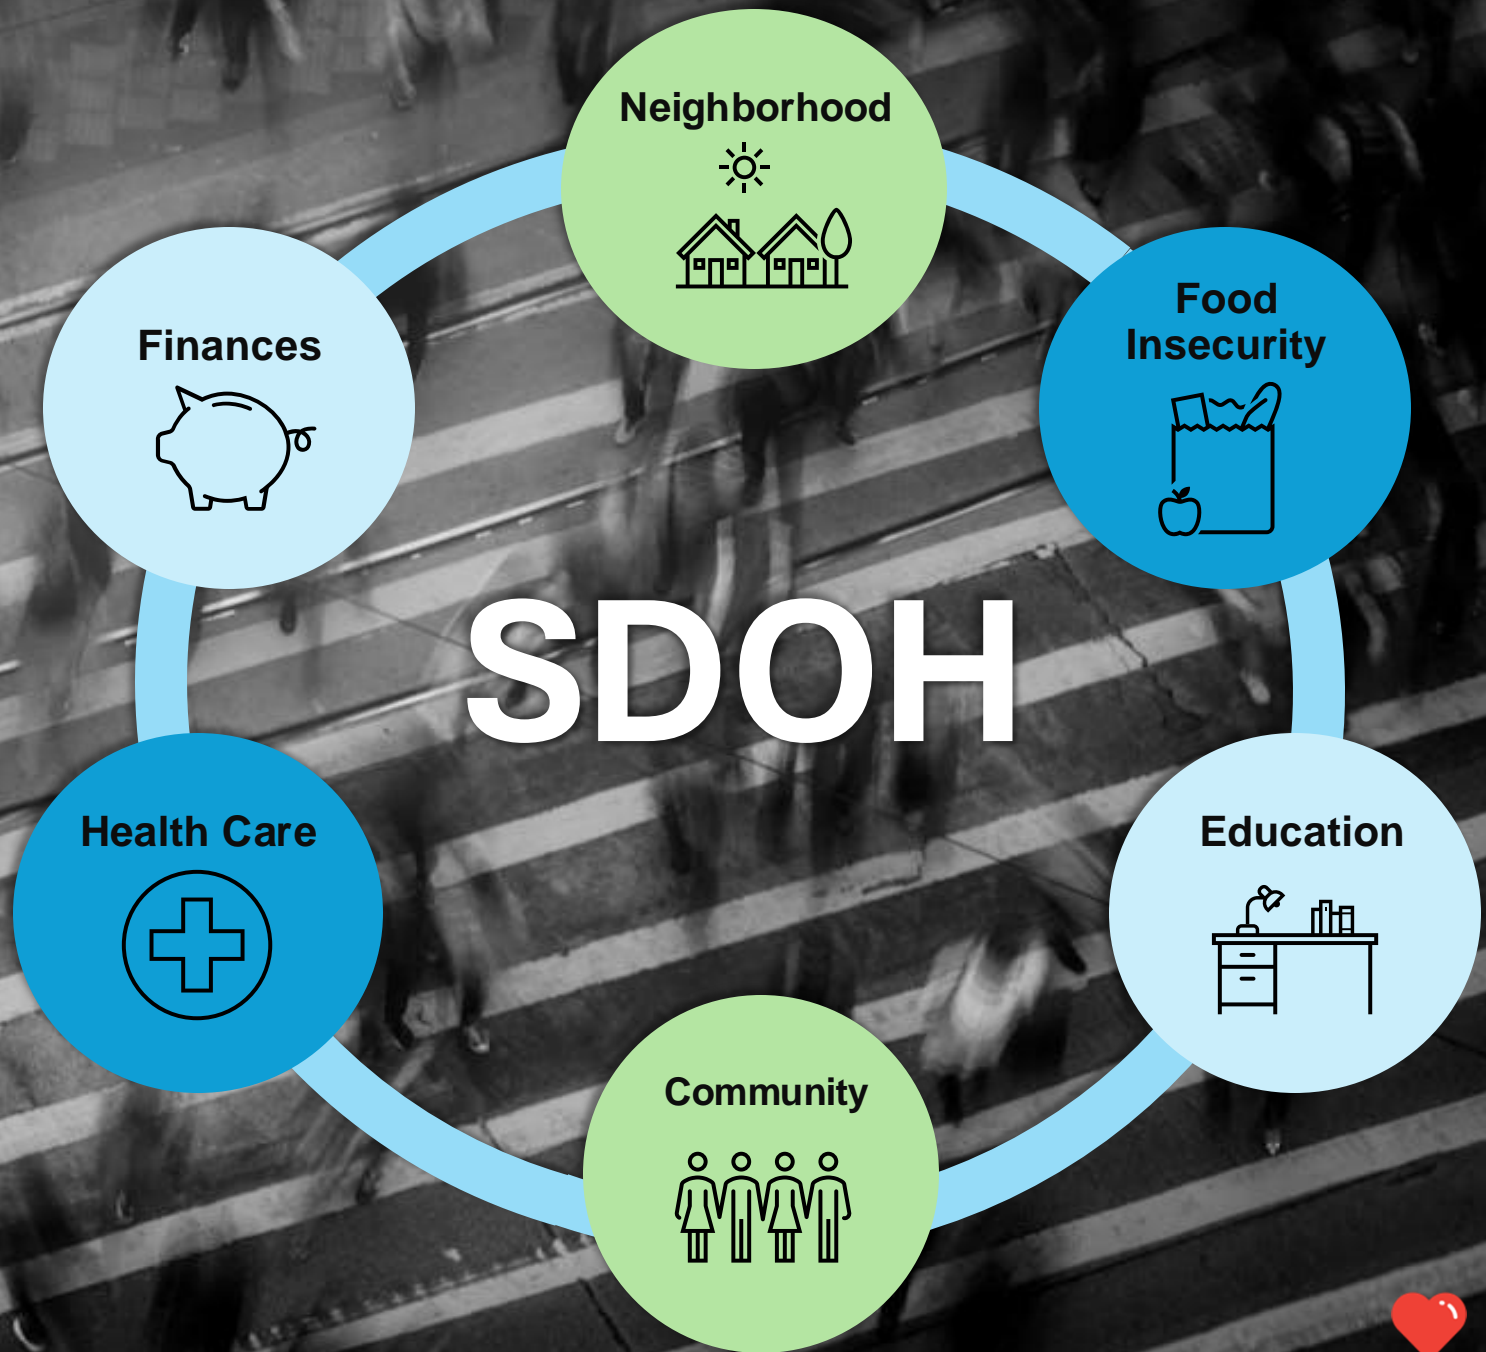 Neighborhood
Food
Insecurity
Finances
SDOH
Health Care
Education
Community